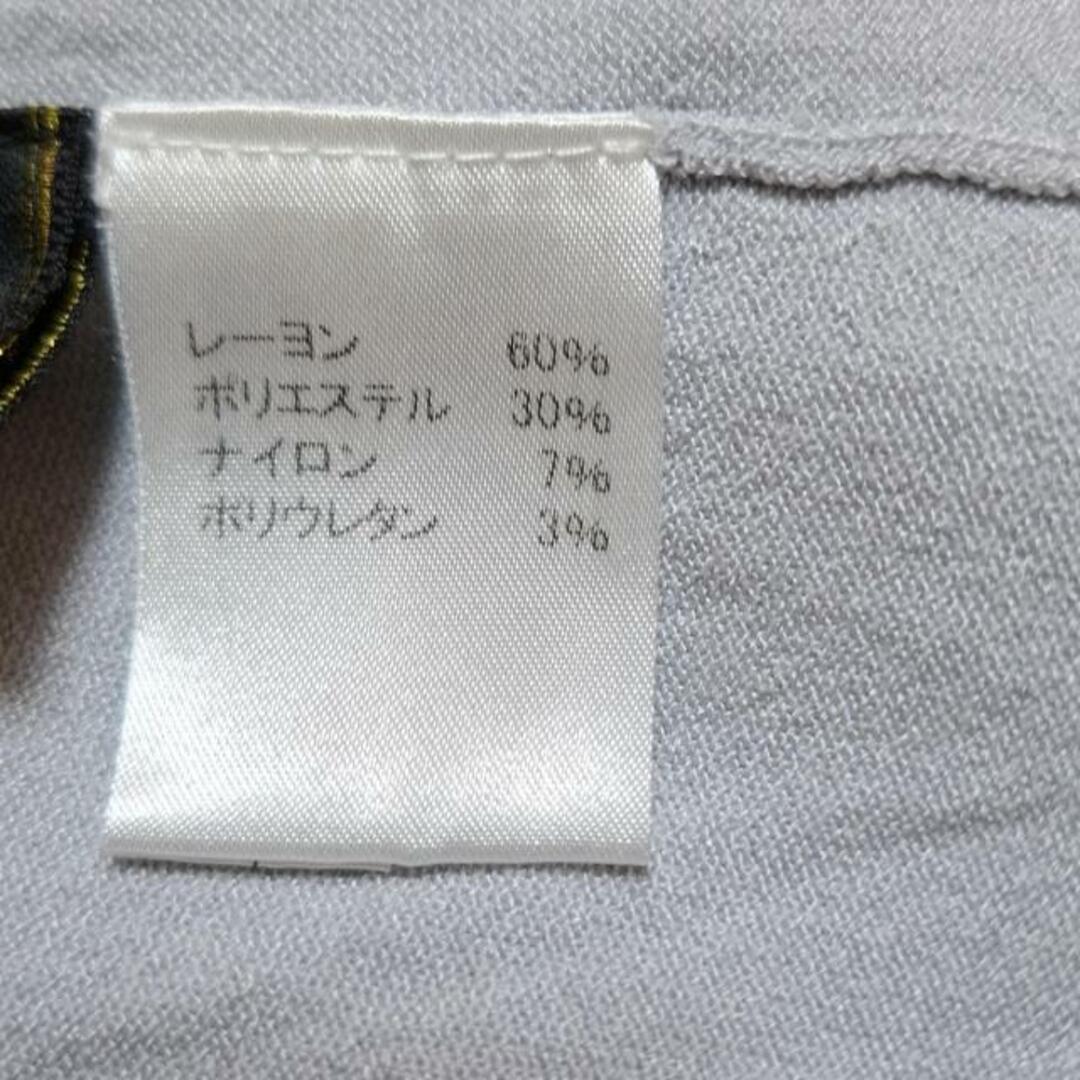 レーヨン 60%
ポリエステル 30%
ナイロン 7%
ポリウレタン 3%